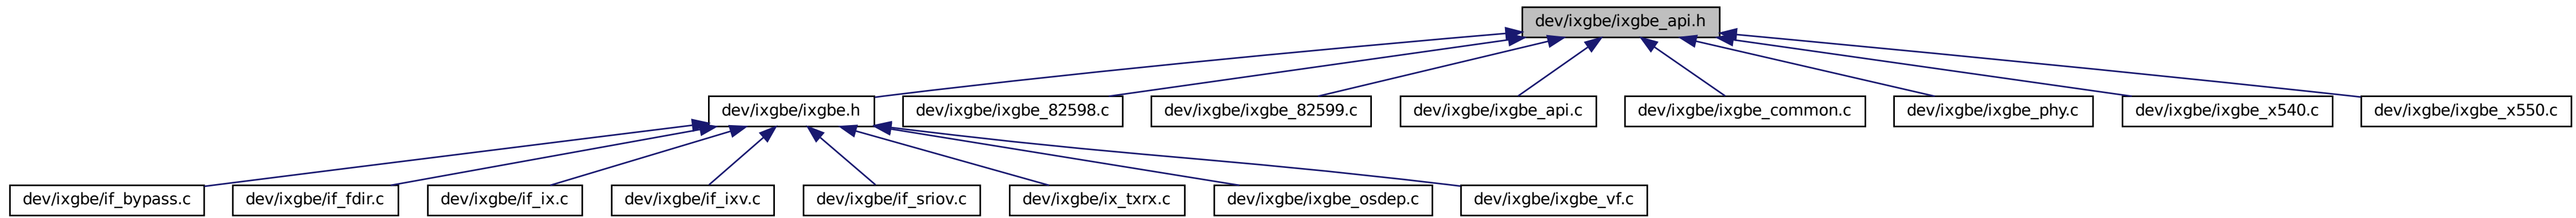 dev/ixgbe/ixgbe_api.h
dev/ixgbe/ixgbe.h
dev/ixgbe/ixgbe_82598.c
dev/ixgbe/ixgbe_82599.c
dev/ixgbe/ixgbe_api.c
dev/ixgbe/ixgbe_common.c
dev/ixgbe/ixgbe_phy.c
dev/ixgbe/ixgbe_x540.c
dev/ixgbe/ixgbe_x550.c
dev/ixgbe/if_bypass.c
dev/ixgbe/if_fdir.c
dev/ixgbe/if_ix.c
dev/ixgbe/if_ixv.c
dev/ixgbe/if_sriov.c
dev/ixgbe/ix_txrx.c
dev/ixgbe/ixgbe_osdep.c
dev/ixgbe/ixgbe_vf.c